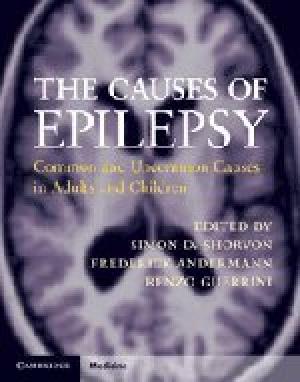 THE CAUSES OF
EPILEPSY
Common and Uncommon Causes
in Adults and Children
EDITED BY
SIMON D. SHORVON
FREDERICK ANDERMANN
RENZO GUERRINI
CAMBRIDGE Medicine